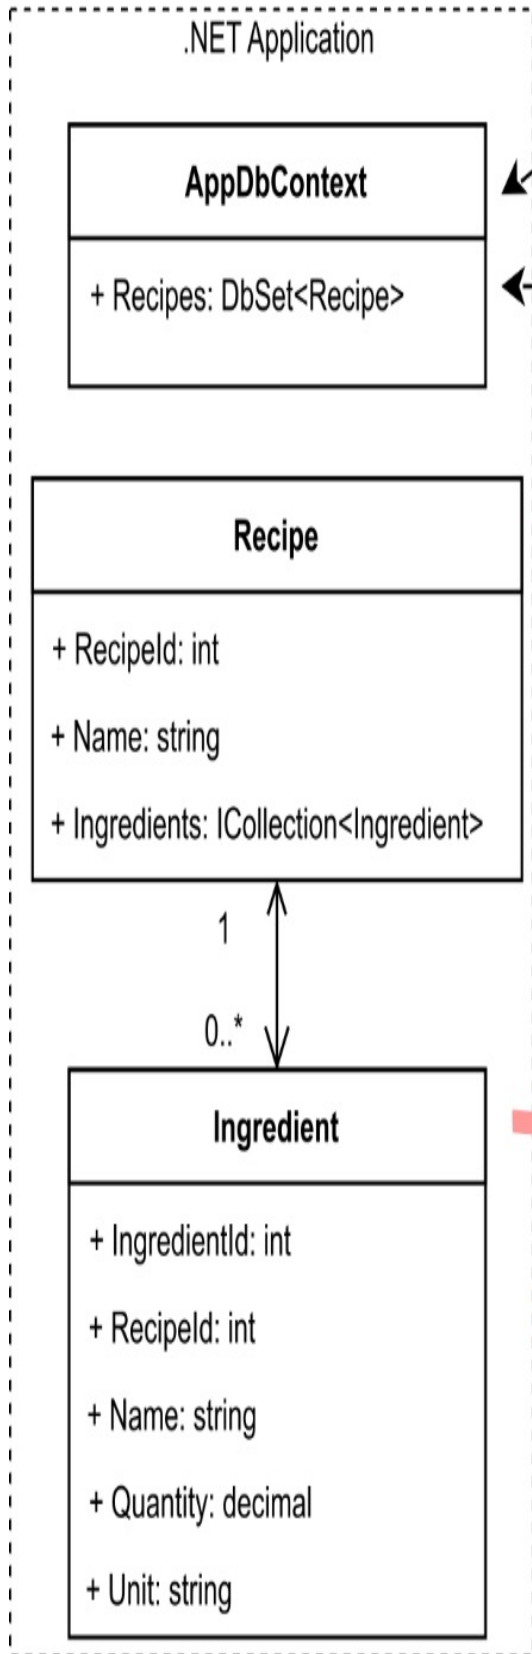 .NET Application
AppDbContext
+ Recipes: DbSet<Recipe>
Recipe
+ RecipeId: int
+ Name: string
+ Ingredients: ICollection<Ingredient>
1
0..*
Ingredient
+ IngredientId: int
+ RecipeId: int
+ Name: string
+ Quantity: decimal
+ Unit: string